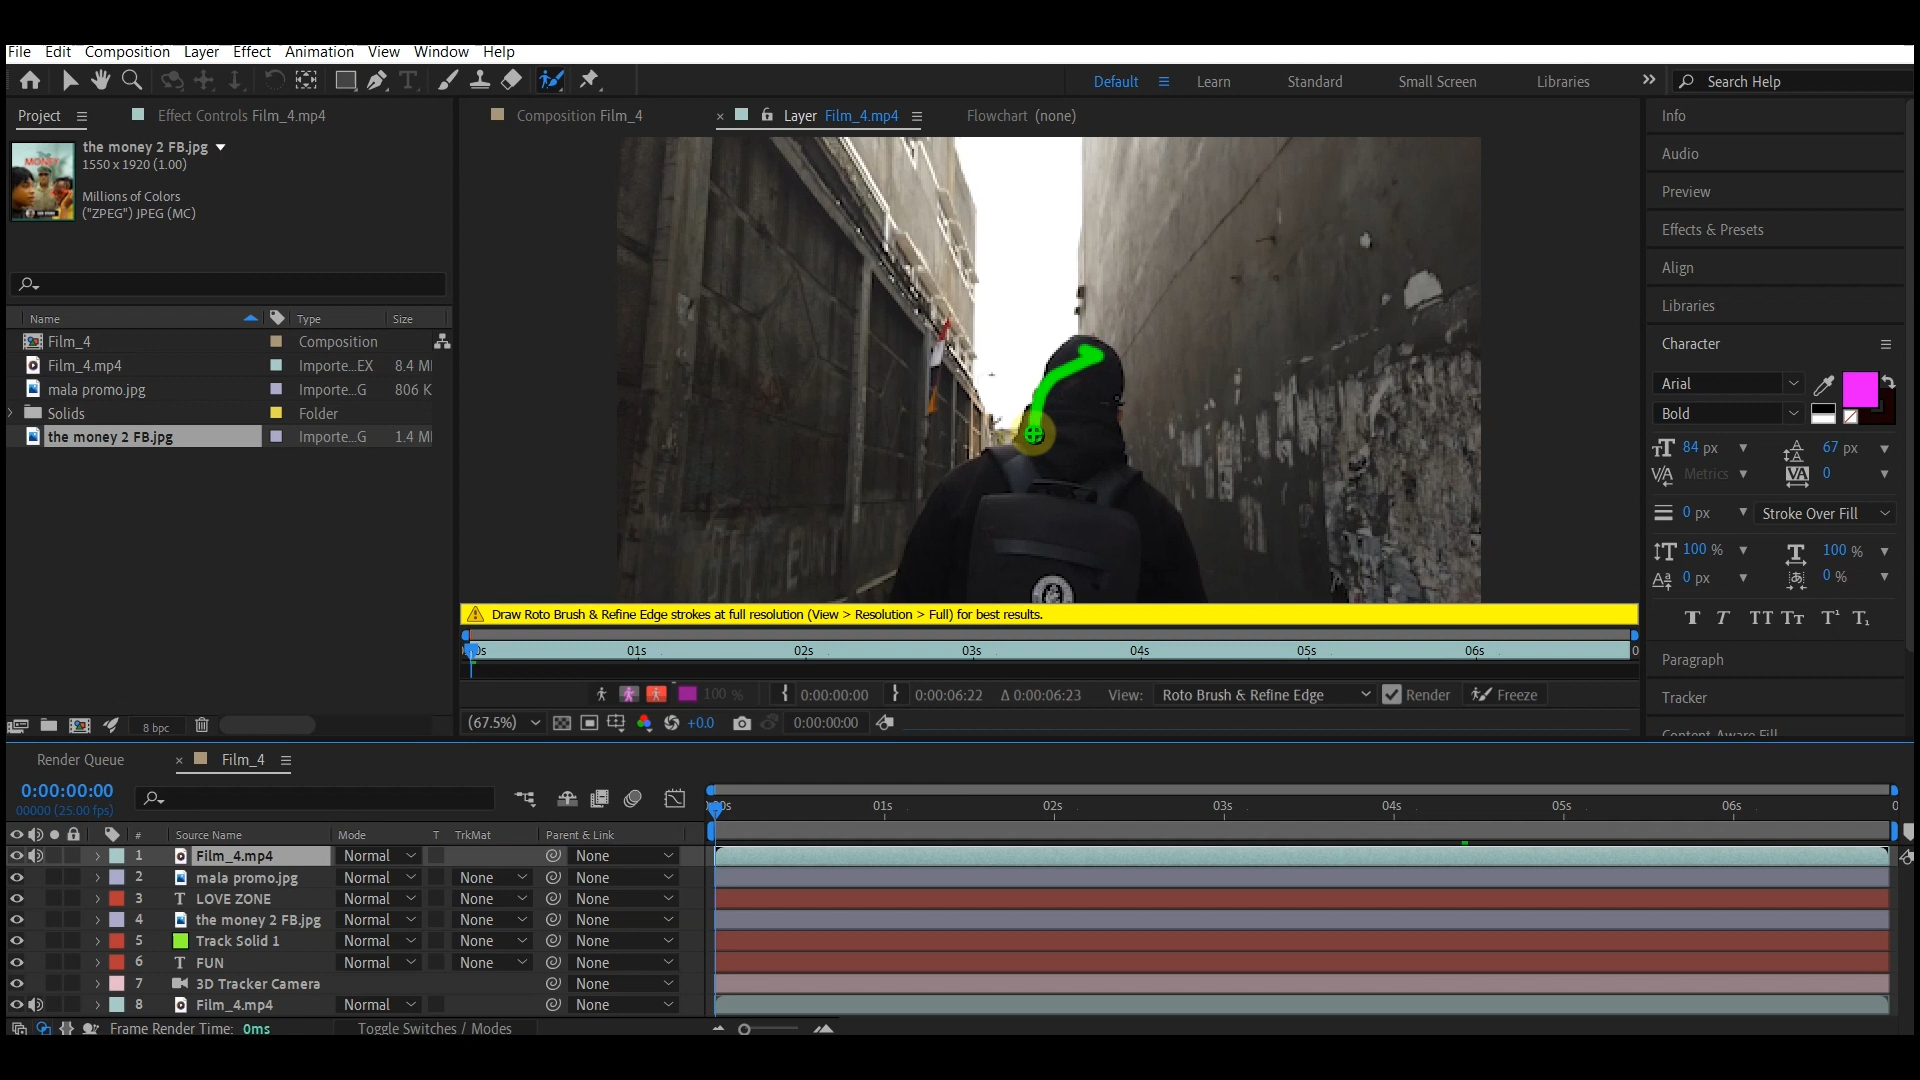 File Edit Composition Layer Effect Animation View Window Help
Default Learn Standard Small Screen Libraries Search Help
Project Effect Controls Film_4.mp4
Composition Film_4 Layer Film_4.mp4 Flowchart (none)
the money 2 FB.jpg
1550 x 1920 (1.00)
Millions of Colors
("ZPEG") JPEG (MC)
MONEY
Name Type Size
Film_4 Composition
Film_4.mp4 Importe...EX 8.4 M
mala promo.jpg Importe...G 806 K
Solids Folder
the money 2 FB.jpg Importe...G 1.4 M
8 bpc
Draw Roto Brush & Refine Edge strokes at full resolution (View > Resolution > Full) for best results.
01s 02s 03s 04s 05s 06s
100 % 0:00:00:00 0:00:06:22 Δ 0:00:06:23 View: Roto Brush & Refine Edge Render Freeze
(67.5%) +0.0 0:00:00:00
Info
Audio
Preview
Effects & Presets
Align
Libraries
Character
Arial
Bold
84 px 67 px
Metrics 0
0 px Stroke Over Fill
100 % 100 %
0 px 0 %
T T TT Tt T¹ T₁
Paragraph
Tracker
Content-Aware Fill
Render Queue Film_4
0:00:00:00
00000 (25.00 fps)
01s 02s 03s 04s 05s 06s
# Source Name Mode T TrkMat Parent & Link
1 Film_4.mp4 Normal None
2 mala promo.jpg Normal None None
3 T LOVE ZONE Normal None None
4 the money 2 FB.jpg Normal None None
5 Track Solid 1 Normal None None
6 T FUN Normal None None
7 3D Tracker Camera None
8 Film_4.mp4 Normal None
Frame Render Time: 0ms Toggle Switches / Modes